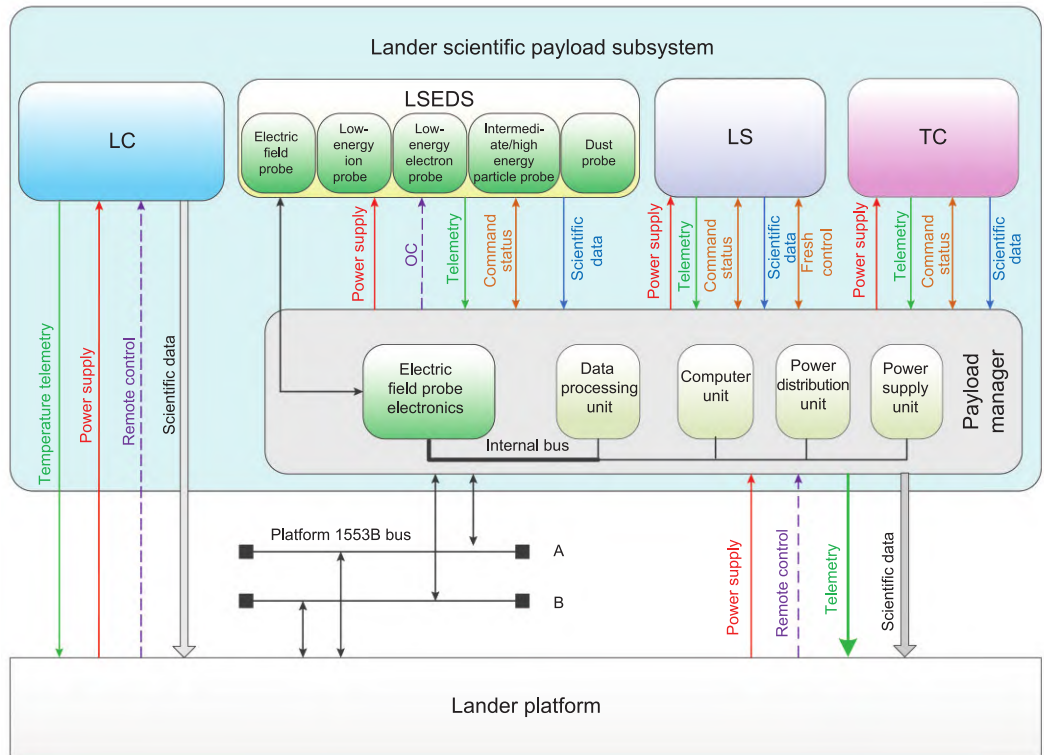 Lander scientific payload subsystem
LC
LSEDS
Electric
field
probe
Low-
energy
ion
probe
Low-
energy
electron
probe
Intermedi-
ate/high
energy
particle probe
Dust
probe
LS
TC
Power supply
OC
Telemetry
Command
status
Scientific
data
Power supply
Telemetry
Command
status
Scientific
data
Fresh
control
Power supply
Telemetry
Command
status
Scientific
data
Temperature telemetry
Power supply
Remote control
Scientific data
Electric
field probe
electronics
Data
processing
unit
Computer
unit
Power
distribution
unit
Power
supply
unit
Payload
manager
Internal bus
Platform 1553B bus
A
B
Power supply
Remote control
Telemetry
Scientific data
Lander platform